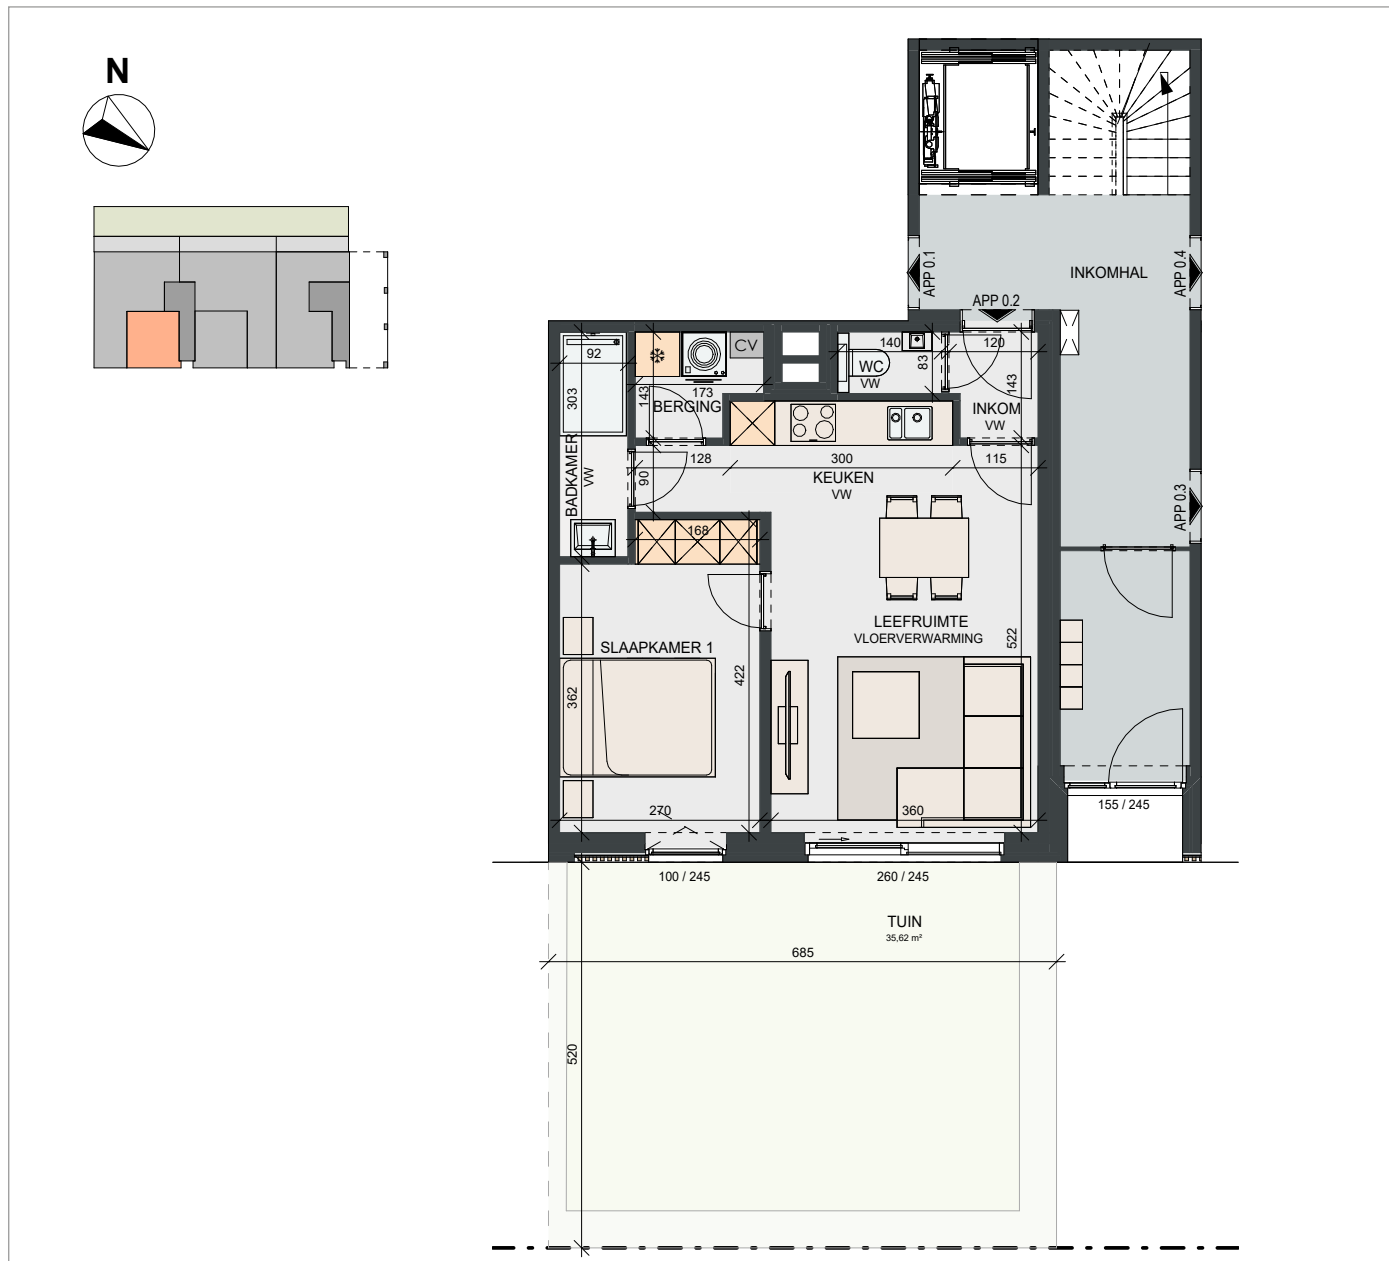 N
INKOMHAL
APP 0.1
APP 0.4
APP 0.2
92
CV
140
120
WC
VW
83
143
303
143
173
BERGING
INKOM
VW
BADKAMER
VW
128
300
115
KEUKEN
VW
90
APP 0.3
168
LEEFRUIMTE
VLOERVERWARMING
522
SLAAPKAMER 1
422
362
270
360
155 / 245
100 / 245
260 / 245
TUIN
35,62 m²
685
520